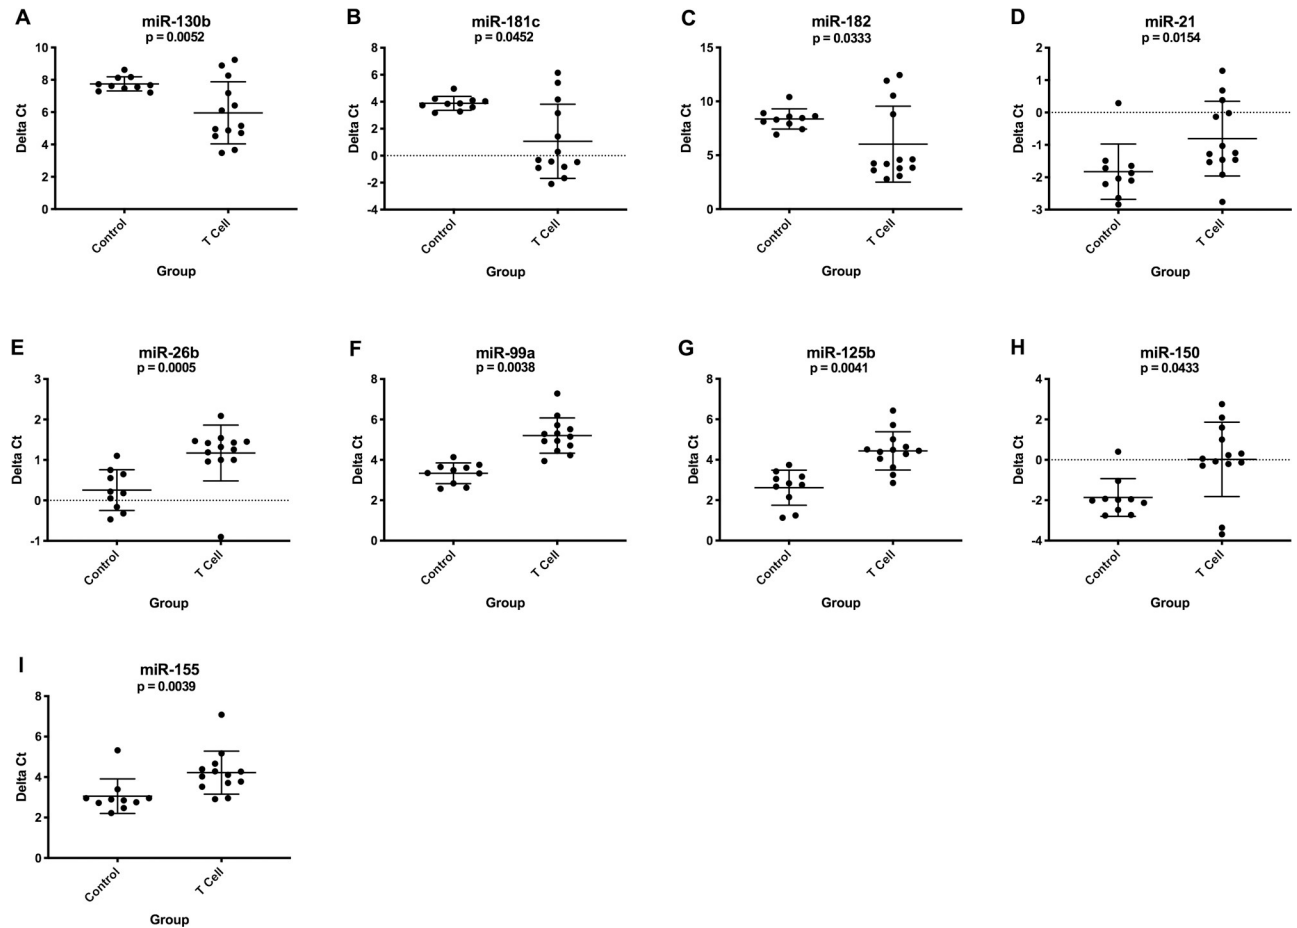 A
miR-130b
p = 0.0052
Delta Ct
10
8
6
4
2
0
Control
T Cell
Group
B
miR-181c
p = 0.0452
Delta Ct
8
6
4
2
0
-2
-4
Control
T Cell
Group
C
miR-182
p = 0.0333
Delta Ct
15
10
5
0
Control
T Cell
Group
D
miR-21
p = 0.0154
Delta Ct
2
1
0
-1
-2
-3
Control
T Cell
Group
E
miR-26b
p = 0.0005
Delta Ct
3
2
1
0
-1
Control
T Cell
Group
F
miR-99a
p = 0.0038
Delta Ct
8
6
4
2
0
Control
T Cell
Group
G
miR-125b
p = 0.0041
Delta Ct
8
6
4
2
0
Control
T Cell
Group
H
miR-150
p = 0.0433
Delta Ct
4
2
0
-2
-4
Control
T Cell
Group
I
miR-155
p = 0.0039
Delta Ct
8
6
4
2
0
Control
T Cell
Group